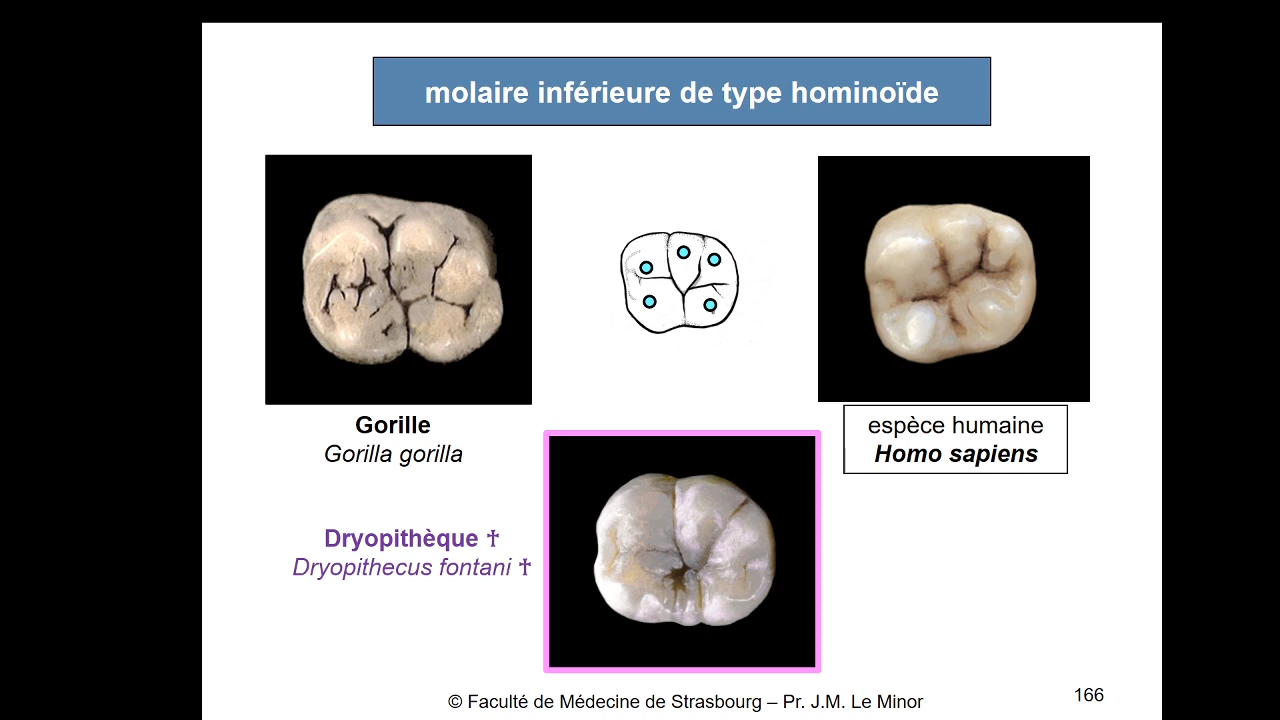 molaire inférieure de type hominoïde
Gorille
Gorilla gorilla
espèce humaine
Homo sapiens
Dryopithèque ☨
Dryopithecus fontani ☨
© Faculté de Médecine de Strasbourg – Pr. J.M. Le Minor
166